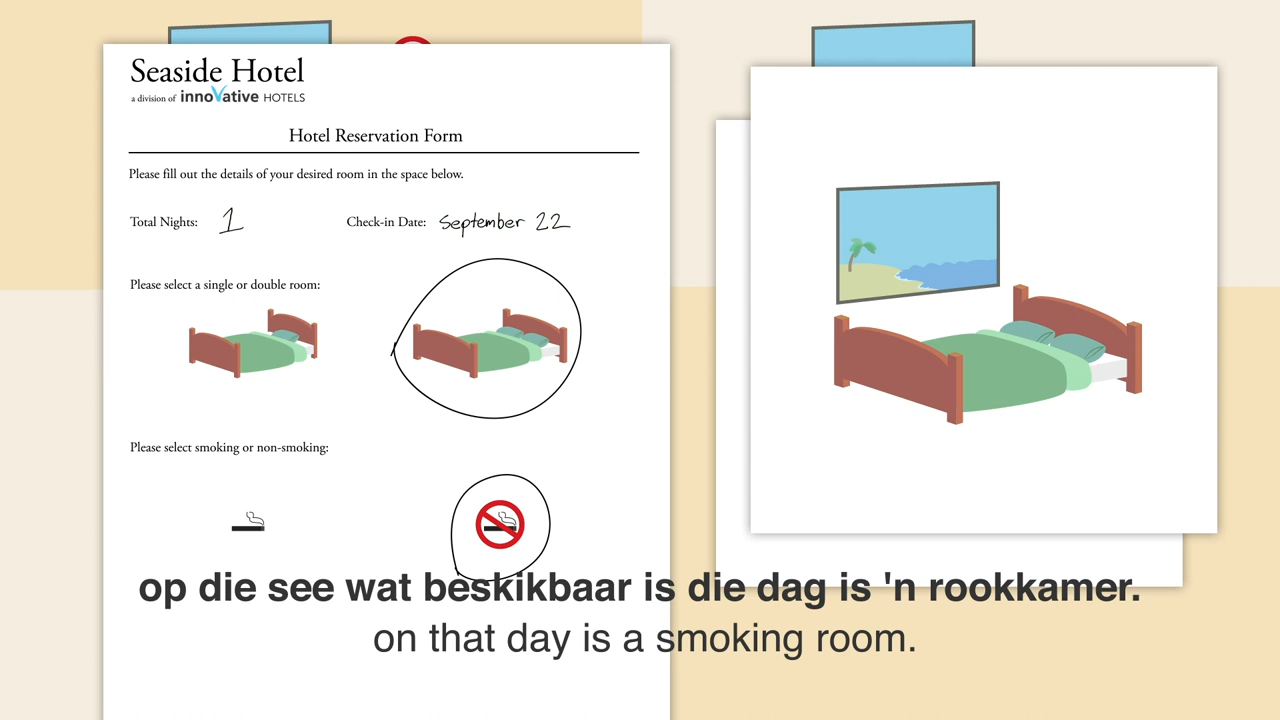 Seaside Hotel
a division of innoVative HOTELS
Hotel Reservation Form
Please fill out the details of your desired room in the space below.
Total Nights: 1 Check-in Date: September 22
Please select a single or double room:
Please select smoking or non-smoking:
op die see wat beskikbaar is die dag is 'n rookkamer.
on that day is a smoking room.